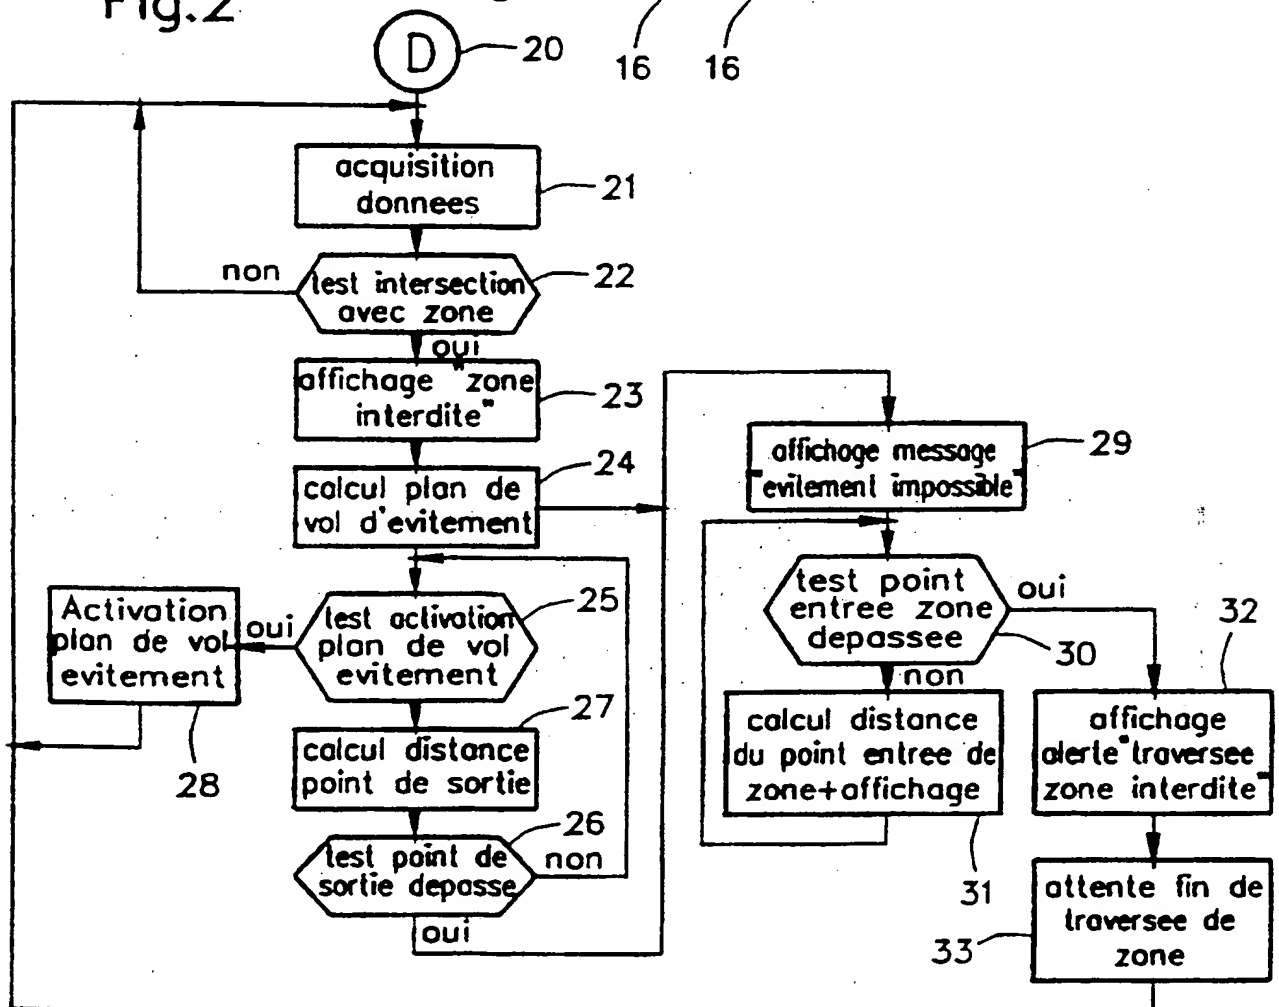 Fig.2
16 16
D 20
acquisition
donnees
21
non
test intersection
avec zone
22
oui
affichage "zone
interdite"
23
calcul plan de
vol d'evitement
24
Activation
plan de vol
evitement
28
oui
test activation
plan de vol
evitement
25
calcul distance
point de sortie
27
test point de
sortie depasse
26
non
oui
affichage message
"evitement impossible"
29
test point
entree zone
depassee
30
oui
non
calcul distance
du point entree de
zone+affichage
31
32
affichage
alerte "traversee
zone interdite"
attente fin de
traversee de
zone
33